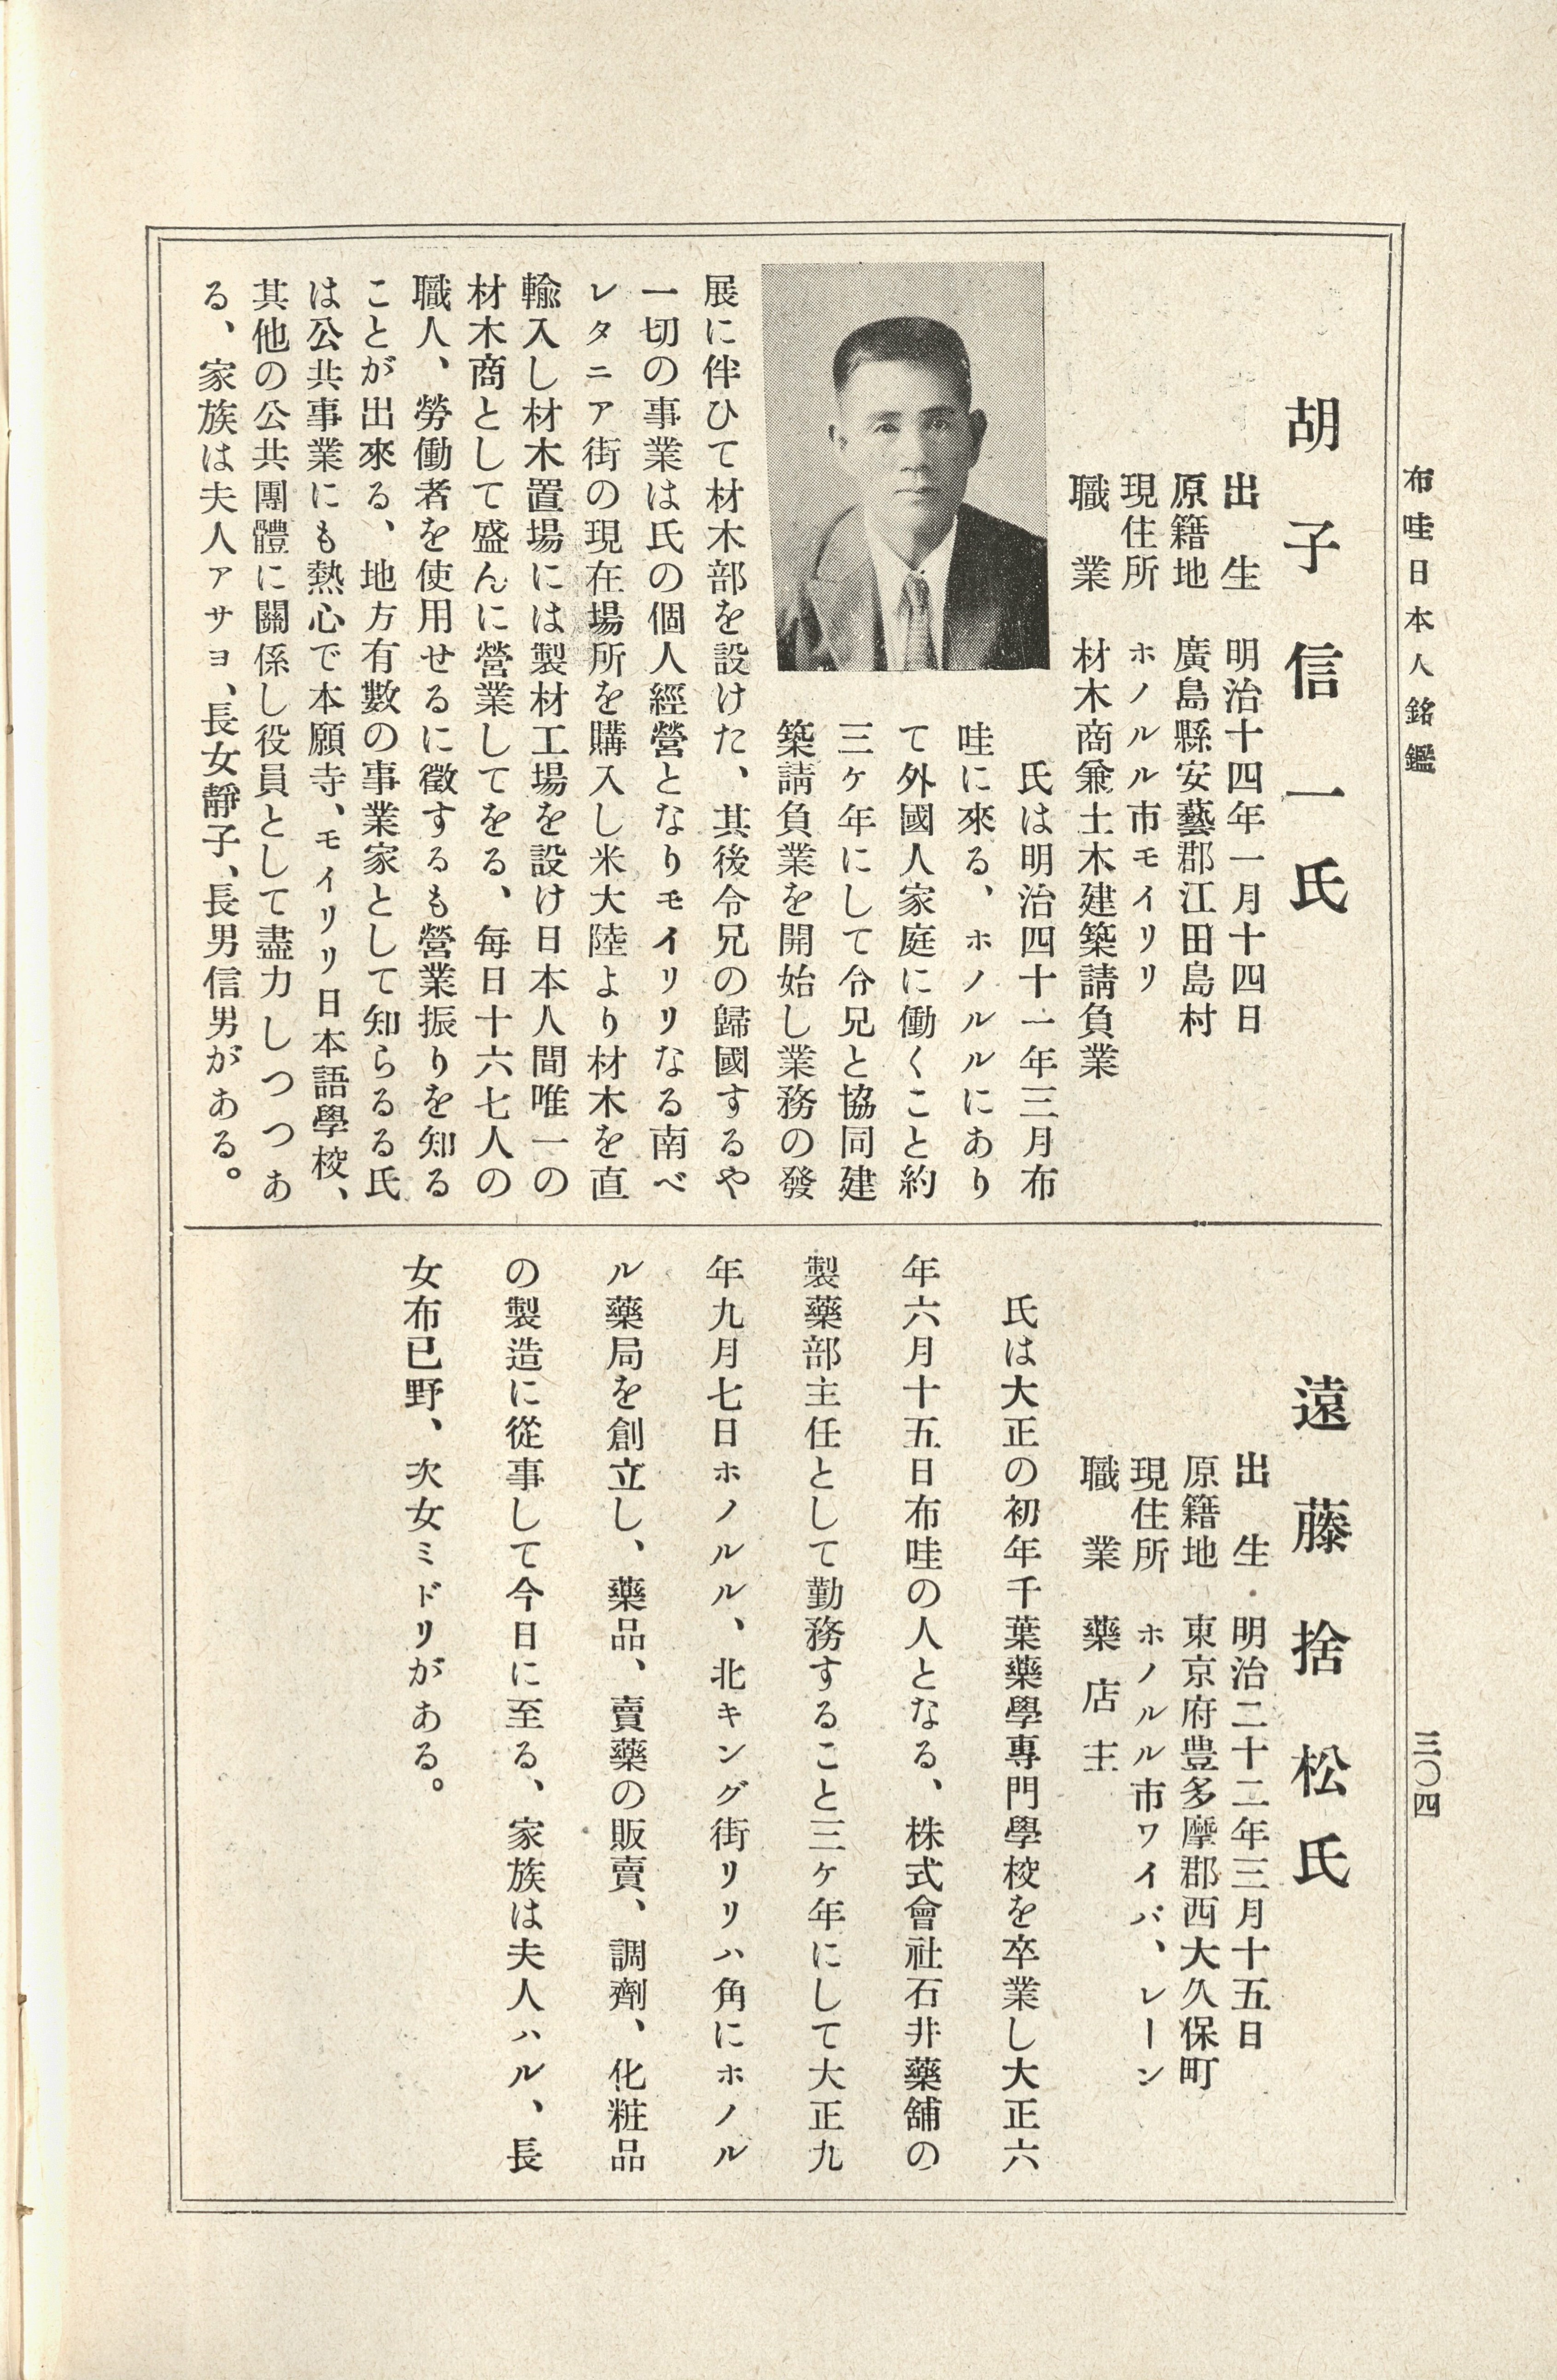 布哇日本人銘鑑
三〇四
胡子信一氏
出　生　明治十四年一月十四日
原籍地　廣島縣安藝郡江田島村
現住所　ホノルル市モイリリ
職　業　材木商兼土木建築請負業
氏は明治四十一年三月布
哇に來る、ホノルルにあり
て外國人家庭に働くこと約
三ヶ年にして令兄と協同建
築請負業を開始し業務の發
展に伴ひて材木部を設けた、其後令兄の歸國するや
一切の事業は氏の個人經營となりモイリリなる南ベ
レタニア街の現在場所を購入し米大陸より材木を直
輸入し材木置場には製材工場を設け日本人間唯一の
材木商として盛んに營業してをる、毎日十六七人の
職人、勞働者を使用せるに徵するも營業振りを知る
ことが出來る、地方有數の事業家として知らるる氏
は公共事業にも熱心で本願寺、モイリリ日本語學校、
其他の公共團體に關係し役員として盡力しつつあ
る、家族は夫人アサヨ、長女靜子、長男信男がある。
遠藤捨松氏
出　生　明治二十二年三月十五日
原籍地　東京府豊多摩郡西大久保町
現住所　ホノルル市ワイパ、レーン
職　業　藥店主
氏は大正の初年千葉藥學專門學校を卒業し大正六
年六月十五日布哇の人となる、株式會社石井藥舖の
製藥部主任として勤務すること三ヶ年にして大正九
年九月七日ホノルル、北キング街リリハ角にホノル
ル藥局を創立し、藥品、賣藥の販賣、調劑、化粧品
の製造に從事して今日に至る、家族は夫人ハル、長
女布巳野、次女ミドリがある。